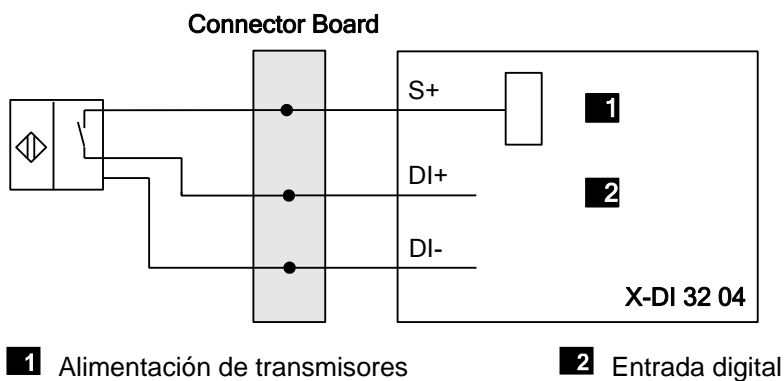 Connector Board
S+
1
DI+
2
DI-
X-DI 32 04
1 Alimentación de transmisores
2 Entrada digital